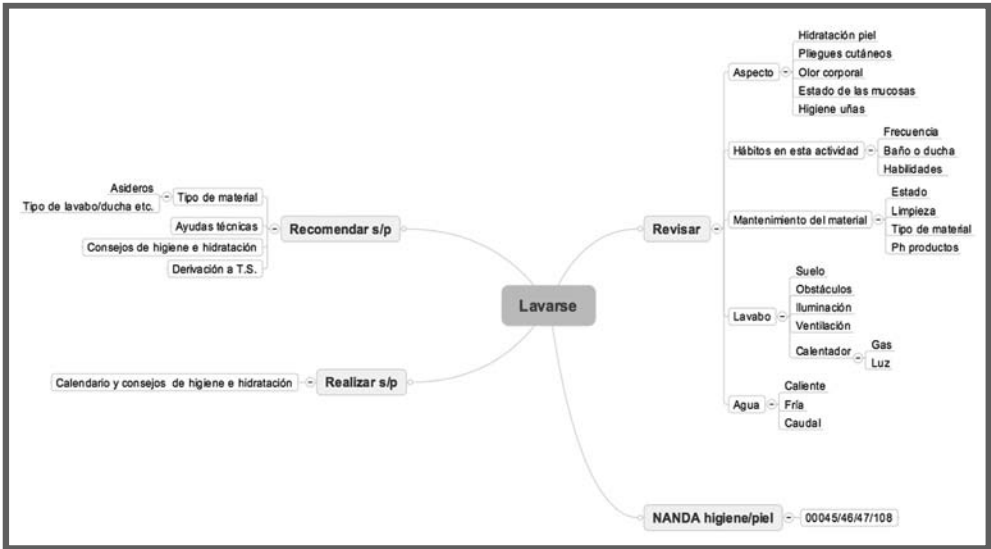 Lavarse
Revisar
Aspecto
Hidratación piel
Pliegues cutáneos
Olor corporal
Estado de las mucosas
Higiene uñas
Hábitos en esta actividad
Frecuencia
Baño o ducha
Habilidades
Mantenimiento del material
Estado
Limpieza
Tipo de material
Ph productos
Lavabo
Suelo
Obstáculos
Iluminación
Ventilación
Calentador
Gas
Luz
Agua
Caliente
Fría
Caudal
NANDA higiene/piel
00045/46/47/108
Recomendar s/p
Tipo de material
Asideros
Tipo de lavabo/ducha etc.
Ayudas técnicas
Consejos de higiene e hidratación
Derivación a T.S.
Realizar s/p
Calendario y consejos de higiene e hidratación